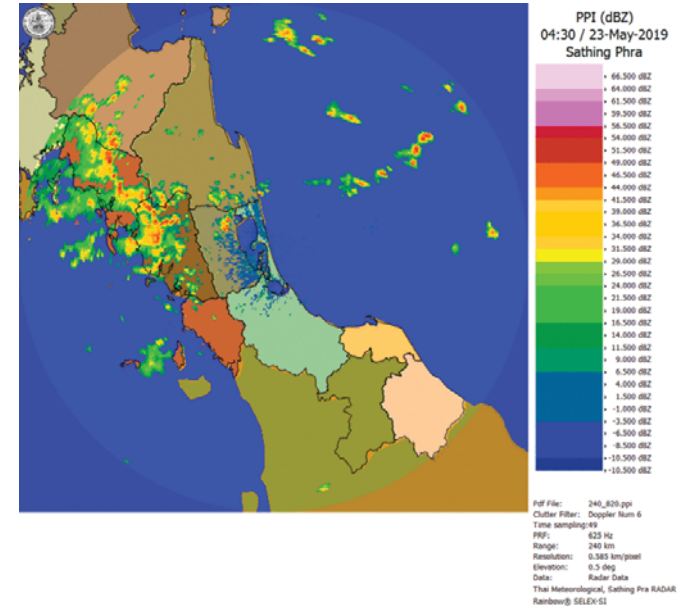 PPI (dBZ)
04:30 / 23-May-2019
Sathing Phra
66.500 dBZ
64.000 dBZ
61.500 dBZ
59.500 dBZ
56.500 dBZ
54.000 dBZ
51.500 dBZ
49.000 dBZ
46.500 dBZ
44.000 dBZ
41.500 dBZ
39.000 dBZ
36.500 dBZ
34.000 dBZ
31.500 dBZ
29.000 dBZ
26.500 dBZ
24.000 dBZ
21.500 dBZ
19.000 dBZ
16.500 dBZ
14.000 dBZ
11.500 dBZ
9.000 dBZ
6.500 dBZ
4.000 dBZ
1.500 dBZ
-1.000 dBZ
-3.500 dBZ
-6.500 dBZ
-8.500 dBZ
-10.500 dBZ
-10.500 dBZ
Pdf File: 240_820.ppi
Clutter Filter: Doppler Num 6
Time sampling:49
PRF: 625 Hz
Range: 240 km
Resolution: 0.585 km/pixel
Elevation: 0.5 deg
Data: Radar Data
Thai Meteorological, Sathing Pra RADAR
Rainbow® SELEX-SI